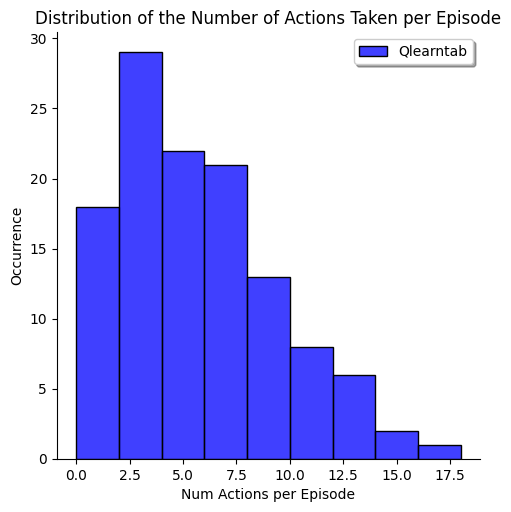 Distribution of the Number of Actions Taken per Episode
Qlearntab
30
25
20
15
10
5
0
Occurrence
0.0 2.5 5.0 7.5 10.0 12.5 15.0 17.5
Num Actions per Episode